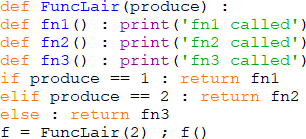 def FuncLair(produce) :
def fn1() : print('fn1 called')
def fn2() : print('fn2 called')
def fn3() : print('fn3 called')
if produce == 1 : return fn1
elif produce == 2 : return fn2
else : return fn3
f = FuncLair(2) ; f()